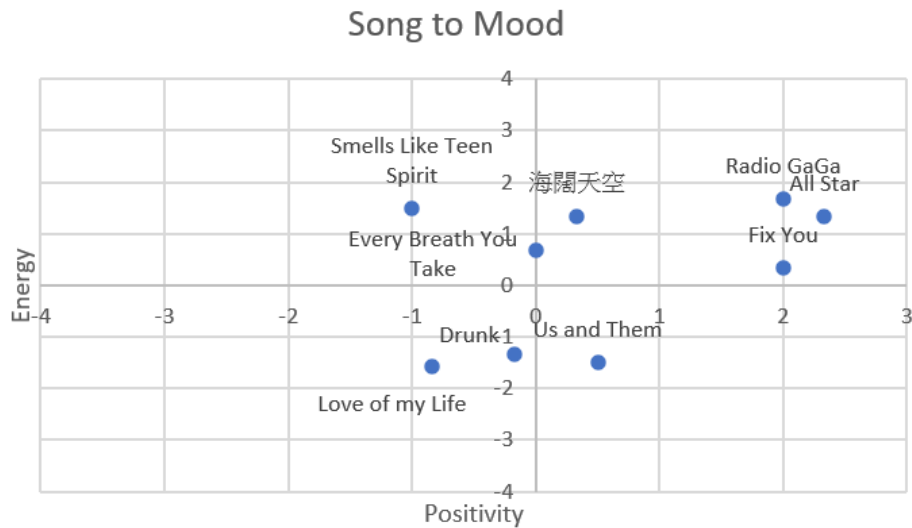 Song to Mood
4
3
Smells Like Teen
Spirit
2
海闊天空
Radio GaGa
All Star
1
Every Breath You
Take
Fix You
Energy
0
-4
-3
-2
-1
0
1
2
3
Drunk
-1
Us and Them
-2
Love of my Life
-3
-4
Positivity